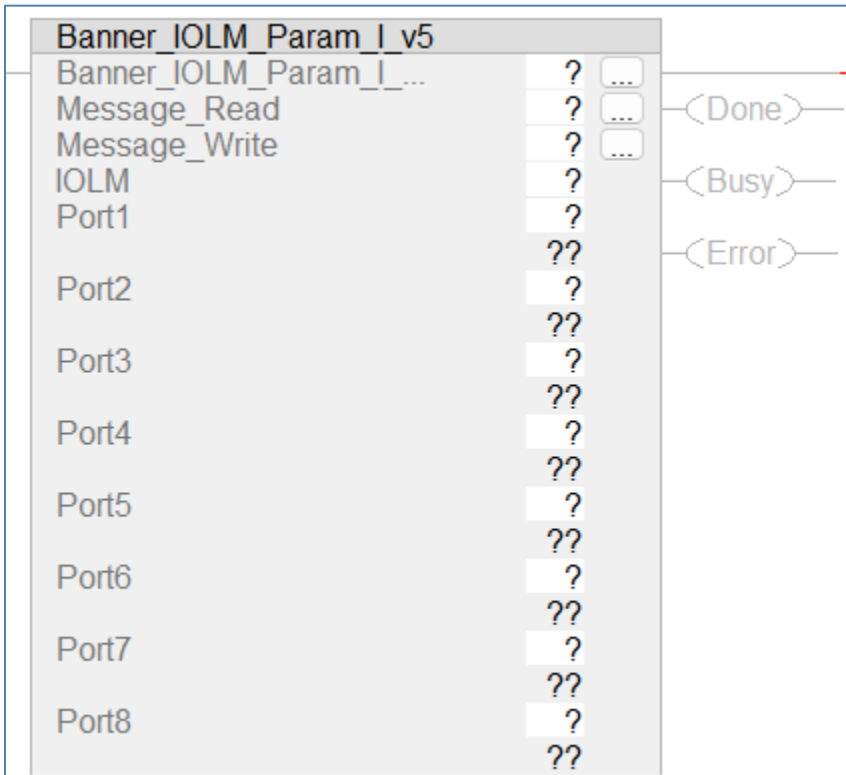 Banner_IOLM_Param_I_v5
Banner_IOLM_Param_I_... ? ...
Message_Read ? ... (Done)
Message_Write ? ...
IOLM ? (Busy)
Port1 ?
?? (Error)
Port2 ?
??
Port3 ?
??
Port4 ?
??
Port5 ?
??
Port6 ?
??
Port7 ?
??
Port8 ?
??